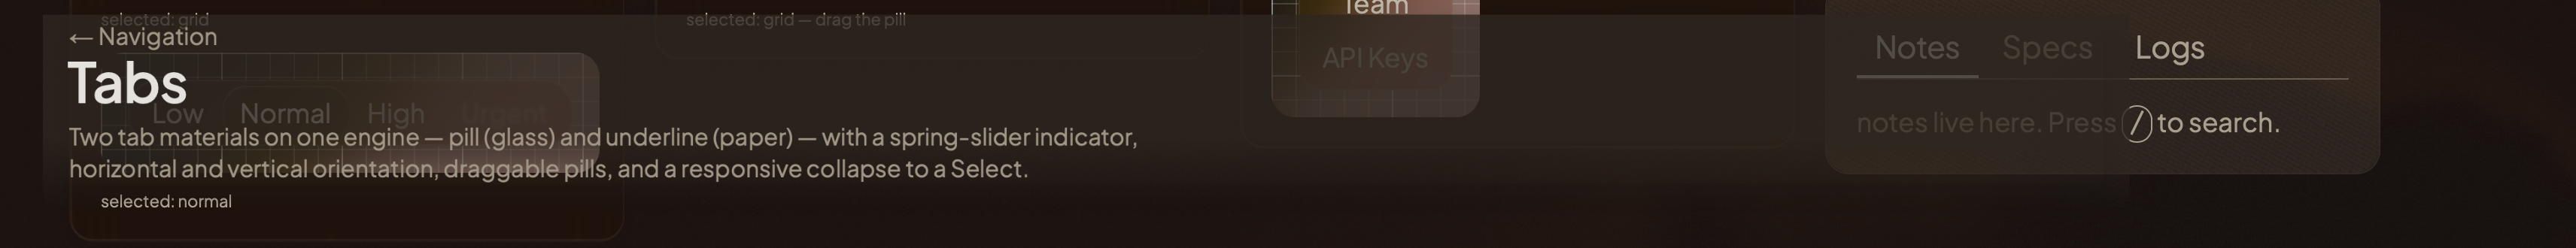 selected: grid
selected: grid — drag the pill
Team
← Navigation
Notes Specs Logs
API Keys
Tabs
Low Normal High Urgent
notes live here. Press / to search.
Two tab materials on one engine — pill (glass) and underline (paper) — with a spring-slider indicator,
horizontal and vertical orientation, draggable pills, and a responsive collapse to a Select.
selected: normal